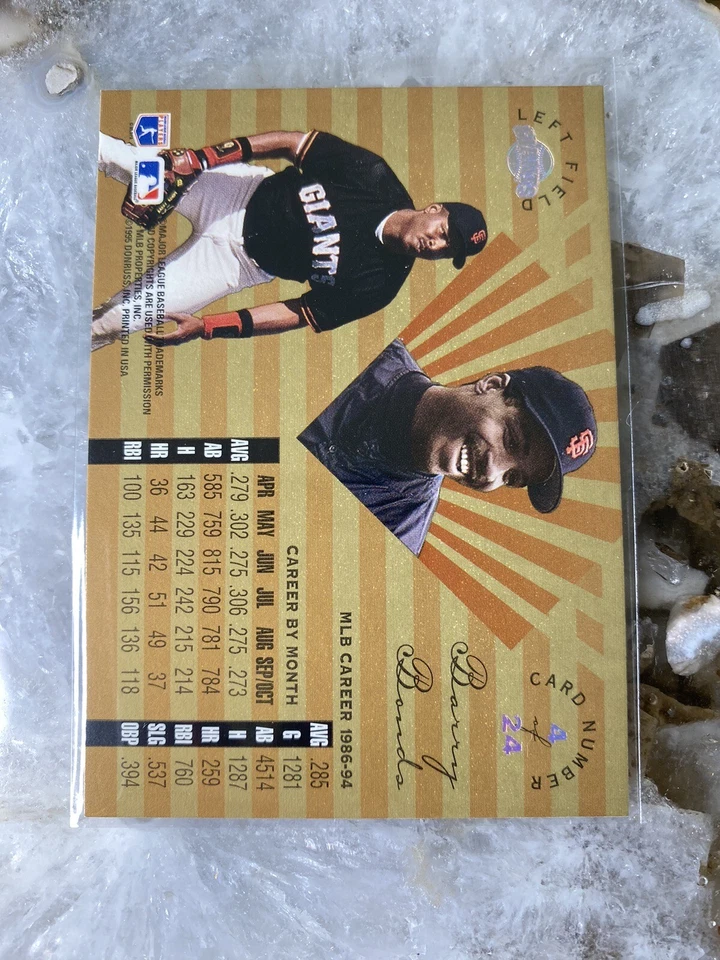 LEFT FIELD
GIANTS
CARD NUMBER
4
of
24
SF
SF
GIANTS
Barry
Bonds
MLB CAREER 1986-94
CAREER BY MONTH
APR MAY JUN JUL AUG SEP/OCT
AVG .279 .302 .275 .306 .275 .273
AB 585 759 815 790 781 784
H 163 229 224 242 215 214
HR 36 44 42 51 49 37
RBI 100 135 115 156 136 118
AVG .285
G 1281
AB 4514
H 1287
HR 259
RBI 760
SLG .537
OBP .394
MAJOR LEAGUE BASEBALL TRADEMARKS
AND COPYRIGHTS ARE USED WITH PERMISSION
MLB PROPERTIES, INC.
©1995 DONRUSS, INC. PRINTED IN USA